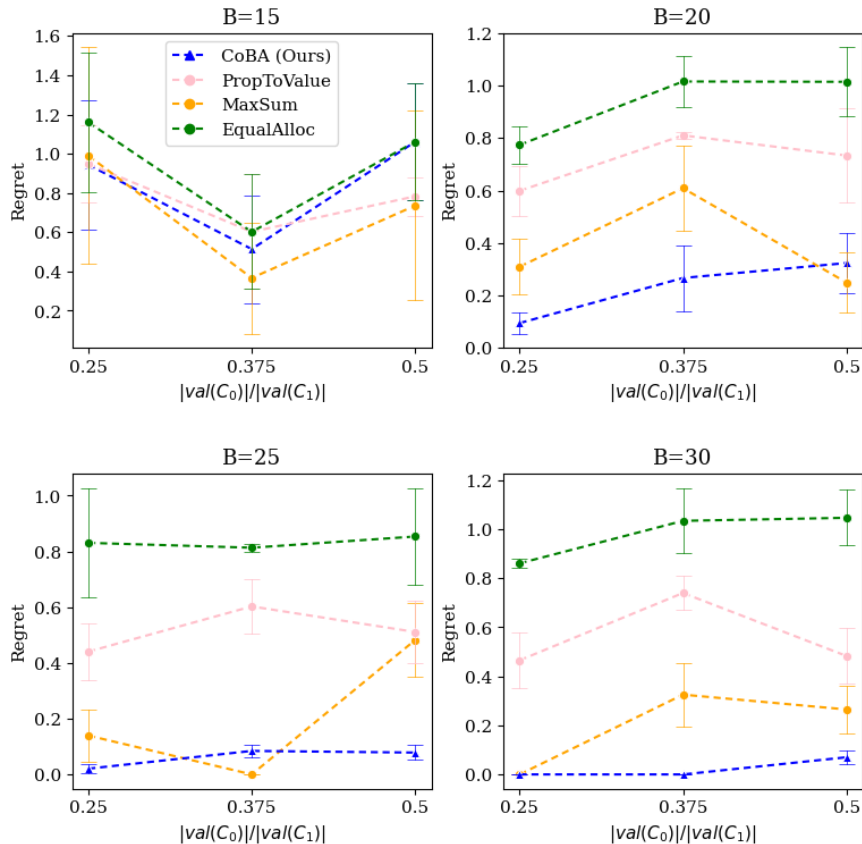 B=15
1.6
1.4
1.2
1.0
0.8
0.6
0.4
0.2
Regret
CoBA (Ours)
PropToValue
MaxSum
EqualAlloc
0.25
0.375
0.5
|val(C₀)|/|val(C₁)|
B=20
1.2
1.0
0.8
0.6
0.4
0.2
0.0
Regret
0.25
0.375
0.5
|val(C₀)|/|val(C₁)|
B=25
1.0
0.8
0.6
0.4
0.2
0.0
Regret
0.25
0.375
0.5
|val(C₀)|/|val(C₁)|
B=30
1.2
1.0
0.8
0.6
0.4
0.2
0.0
Regret
0.25
0.375
0.5
|val(C₀)|/|val(C₁)|